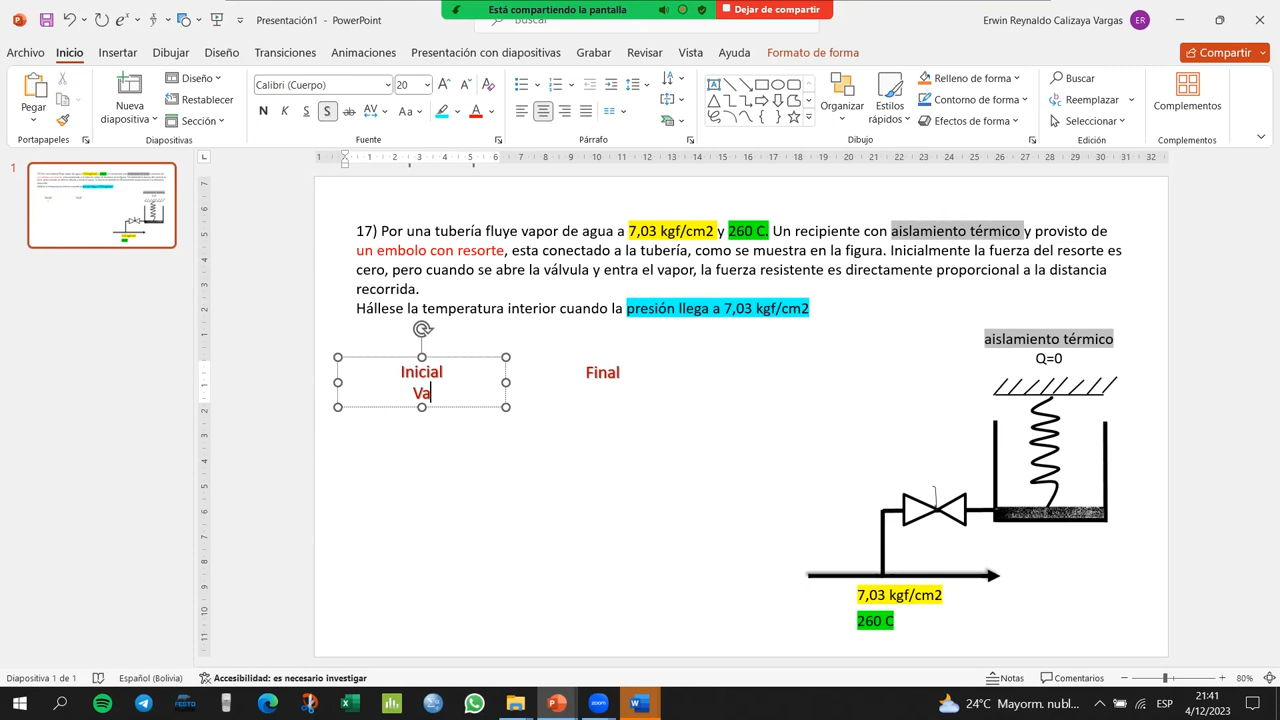 Presentación1 - PowerPoint
Está compartiendo la pantalla
Dejar de compartir
Buscar
Erwin Reynaldo Calizaya Vargas
ER
Archivo
Inicio
Insertar
Dibujar
Diseño
Transiciones
Animaciones
Presentación con diapositivas
Grabar
Revisar
Vista
Ayuda
Formato de forma
Compartir
Pegar
Nueva diapositiva
Diseño
Restablecer
Sección
Calibri (Cuerpo)
20
N K S S ab AV Aa A
Organizar
Estilos rápidos
Relleno de forma
Contorno de forma
Efectos de forma
Buscar
Reemplazar
Seleccionar
Complementos
Portapapeles
Diapositivas
Fuente
Párrafo
Dibujo
Edición
Complementos
1
17) Por una tubería fluye vapor de agua a 7,03 kgf/cm2 y 260 C. Un recipiente con aislamiento térmico y provisto de
un embolo con resorte, esta conectado a la tubería, como se muestra en la figura. Inicialmente la fuerza del resorte es
cero, pero cuando se abre la válvula y entra el vapor, la fuerza resistente es directamente proporcional a la distancia
recorrida.
Hállese la temperatura interior cuando la presión llega a 7,03 kgf/cm2
Inicial
Va
Final
aislamiento térmico
Q=0
7,03 kgf/cm2
260 C
Diapositiva 1 de 1
Español (Bolivia)
Accesibilidad: es necesario investigar
Notas
Comentarios
80%
FESTO
zoom
24°C Mayorm. nubl...
ESP
21:41
4/12/2023